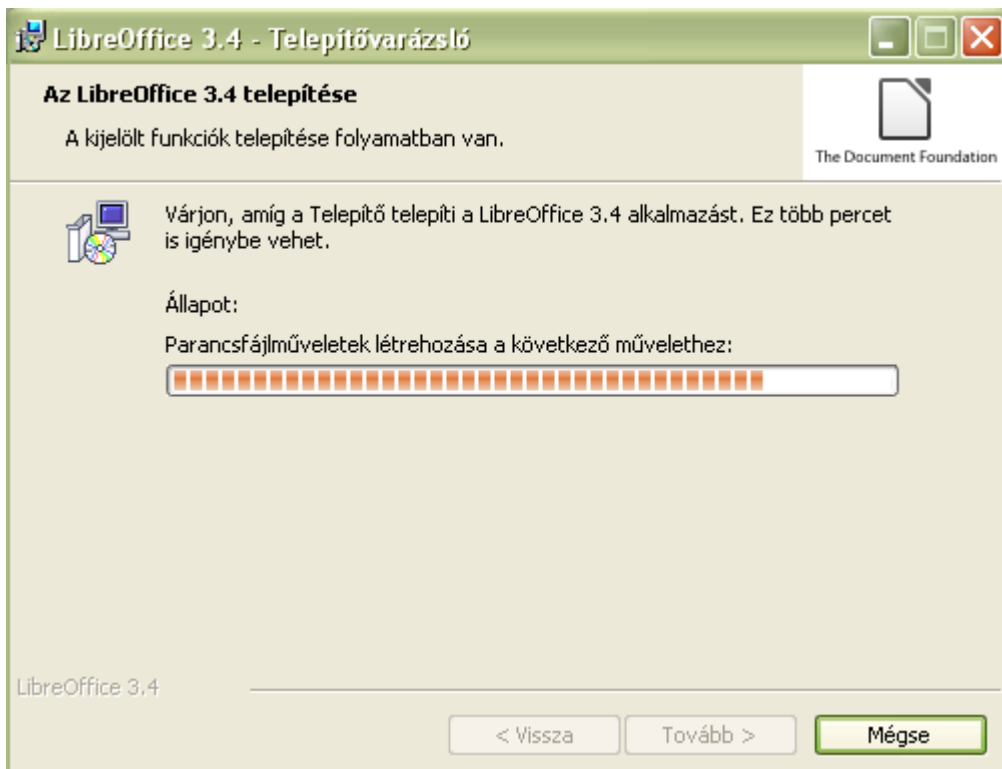 LibreOffice 3.4 - Telepítővarázsló
Az LibreOffice 3.4 telepítése
A kijelölt funkciók telepítése folyamatban van.
The Document Foundation
Várjon, amíg a Telepítő telepíti a LibreOffice 3.4 alkalmazást. Ez több percet
is igénybe vehet.
Állapot:
Parancsfájlműveletek létrehozása a következő művelethez:
LibreOffice 3.4
< Vissza
Tovább >
Mégse